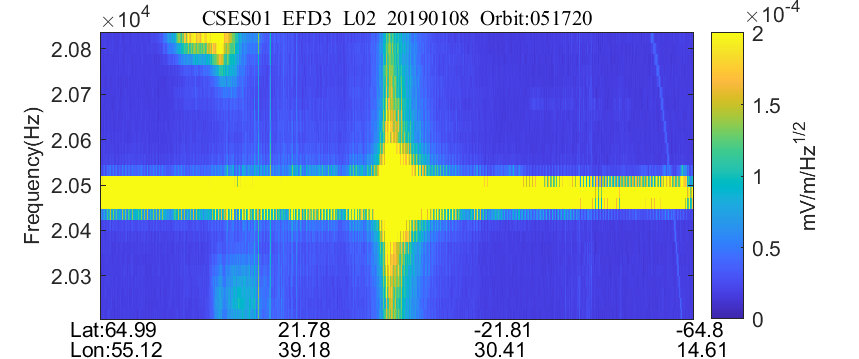 ×10⁴ CSES01 EFD3 L02 20190108 Orbit:051720 ×10⁻⁴
2.08
2.07
2.06
2.05
2.04
2.03
Frequency(Hz)
2
1.5
1
0.5
0
mV/m/Hz^1/2
Lat:64.99 21.78 -21.81 -64.8
Lon:55.12 39.18 30.41 14.61